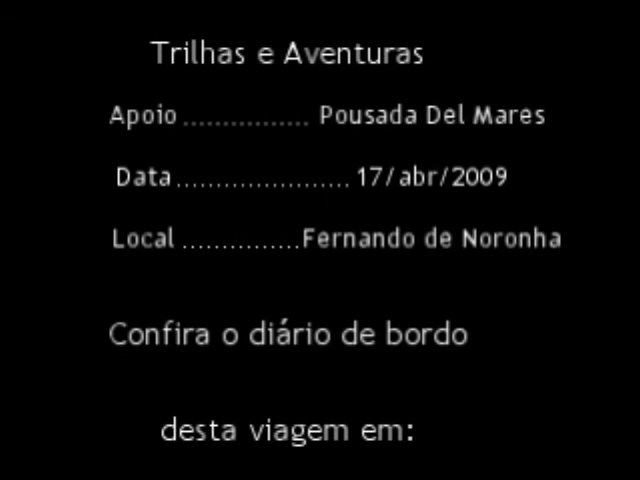 Trilhas e Aventuras
Apoio ................ Pousada Del Mares
Data ...................... 17/abr/2009
Local ...............Fernando de Noronha
Confira o diário de bordo
desta viagem em: